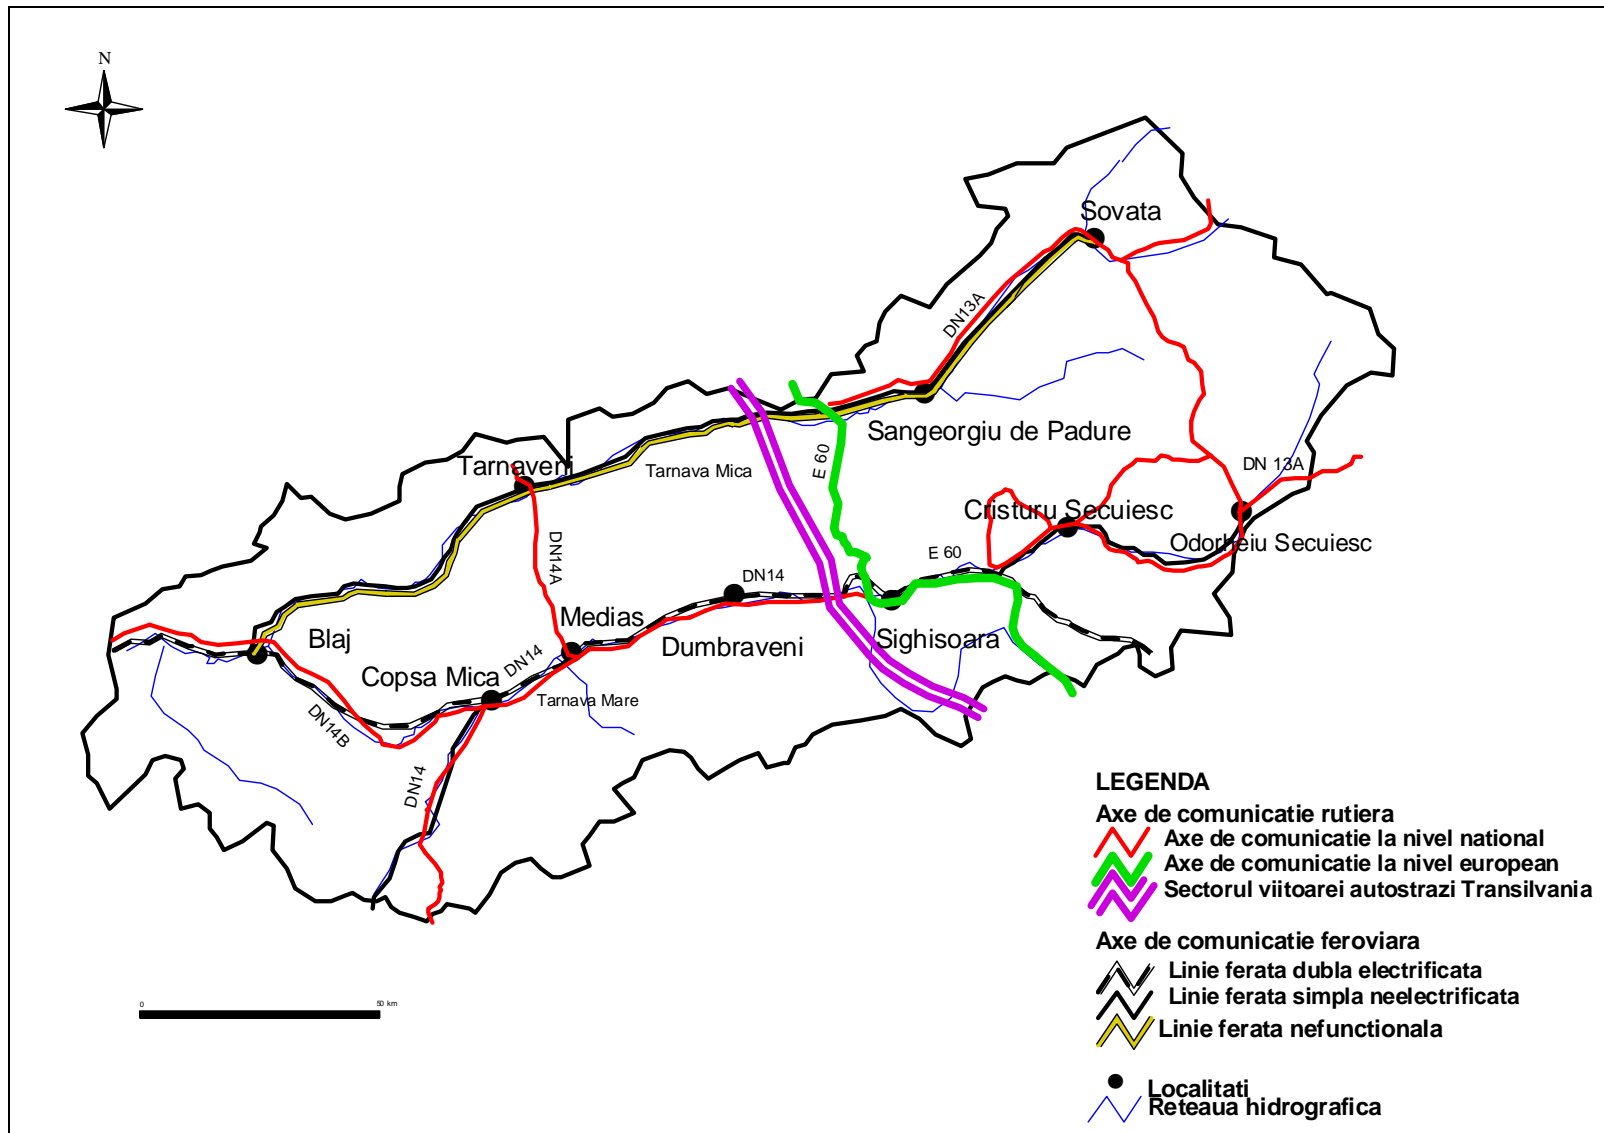 N
Sovata
DN13A
Sangeorgiu de Padure
E 60
Tarnaveni
Tarnava Mica
DN 13A
Cristuru Secuiesc
Odorheiu Secuiesc
DN14A
E 60
DN14
Medias
Blaj
Dumbraveni
Sighisoara
Copsa Mica
DN14
Tarnava Mare
DN14B
DN14
LEGENDA
Axe de comunicatie rutiera
Axe de comunicatie la nivel national
Axe de comunicatie la nivel european
Sectorul viitoarei autostrazi Transilvania
Axe de comunicatie feroviara
Linie ferata dubla electrificata
Linie ferata simpla neelectrificata
Linie ferata nefunctionala
Localitati
Reteaua hidrografica
0 50 km